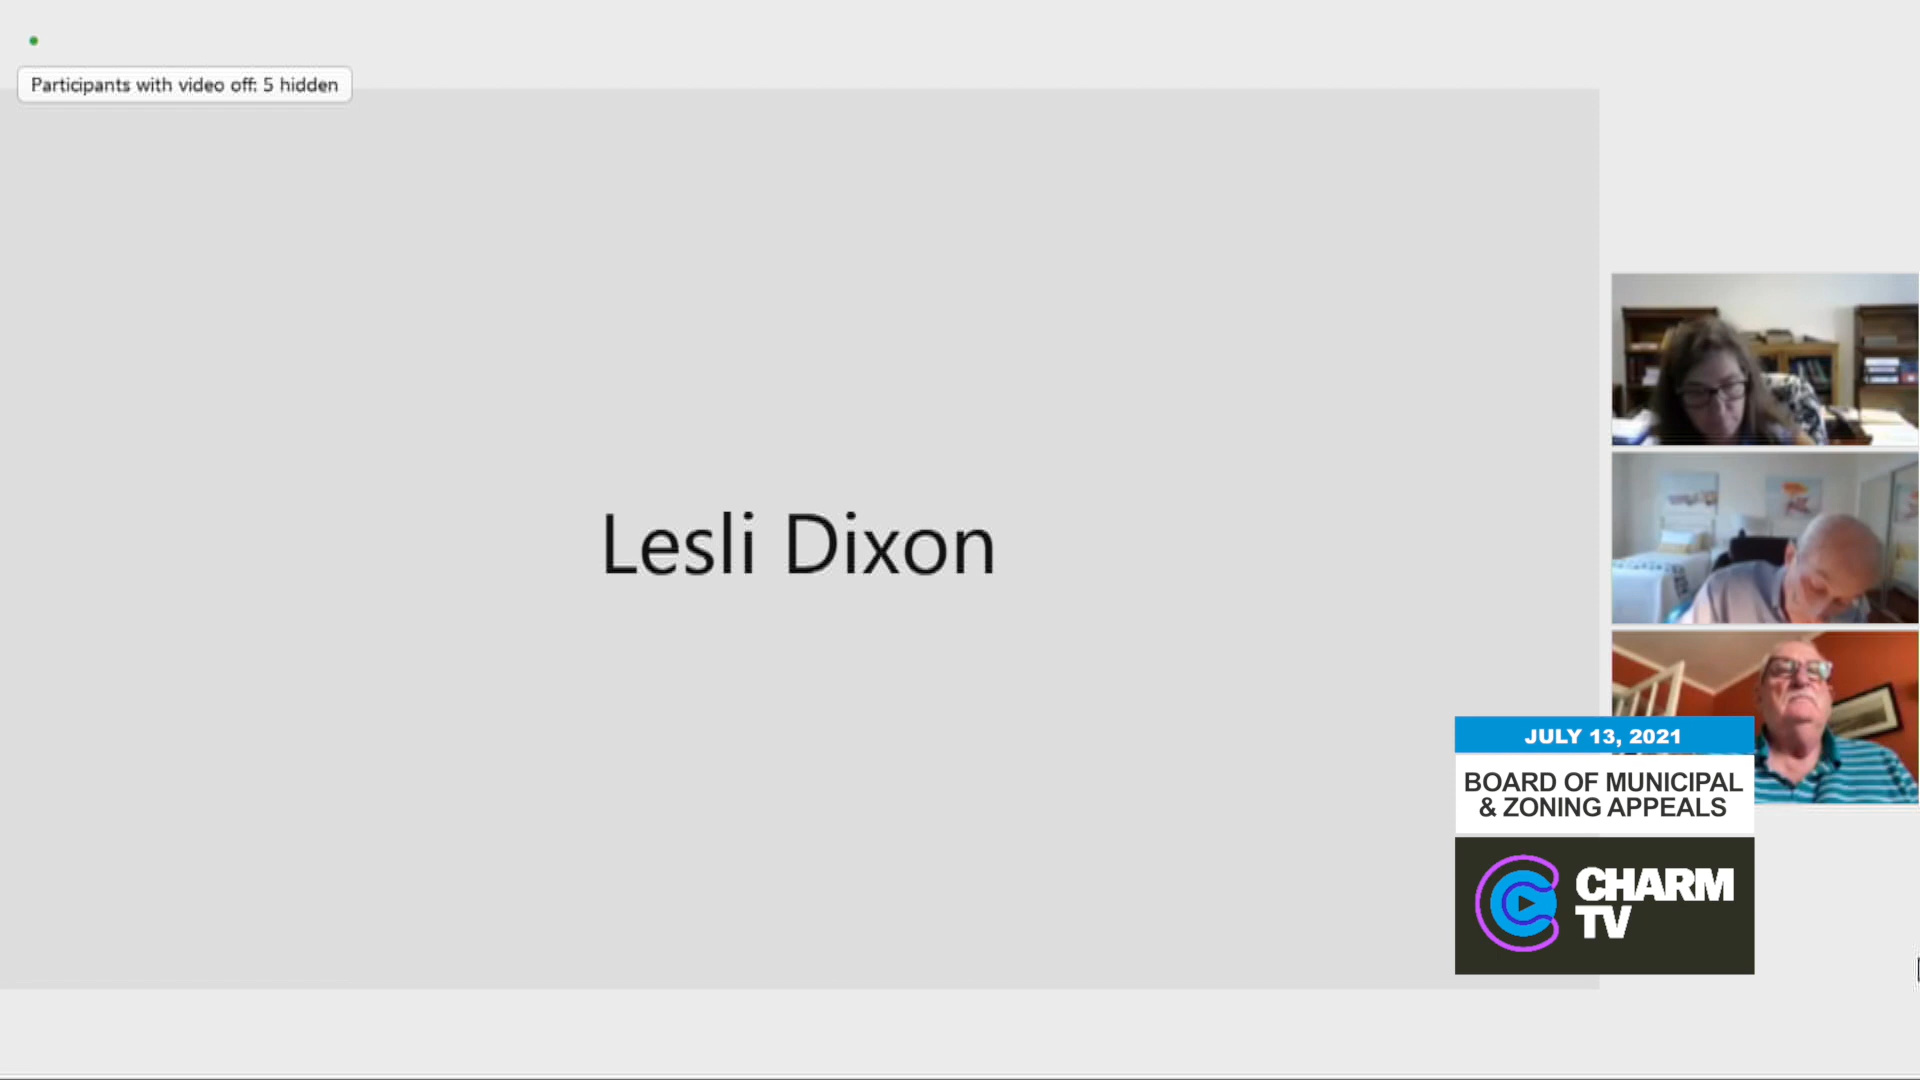 Participants with video off: 5 hidden
Lesli Dixon
JULY 13, 2021
BOARD OF MUNICIPAL
& ZONING APPEALS
CHARM
TV